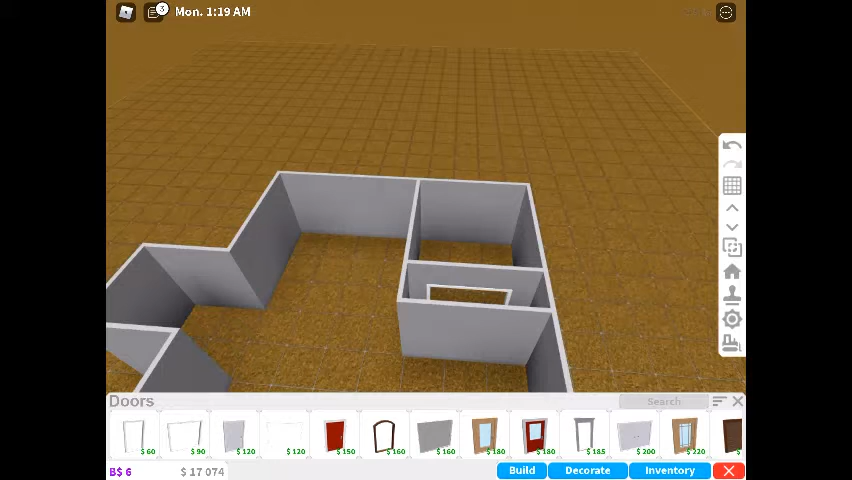 3
Mon. 1:19 AM
Doors
Search
$ 60
$ 90
$ 120
$ 120
$ 150
$ 160
$ 160
$ 180
$ 180
$ 185
$ 200
$ 220
B$ 6
$ 17 074
Build
Decorate
Inventory